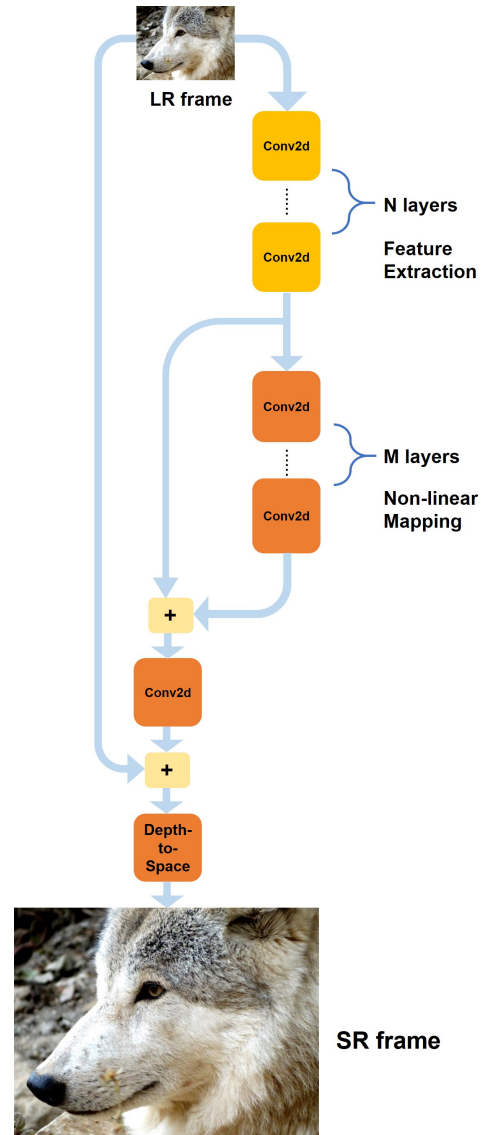 LR frame
Conv2d
N layers
Conv2d
Feature
Extraction
Conv2d
M layers
Conv2d
Non-linear
Mapping
+
Conv2d
+
Depth-
to-
Space
SR frame